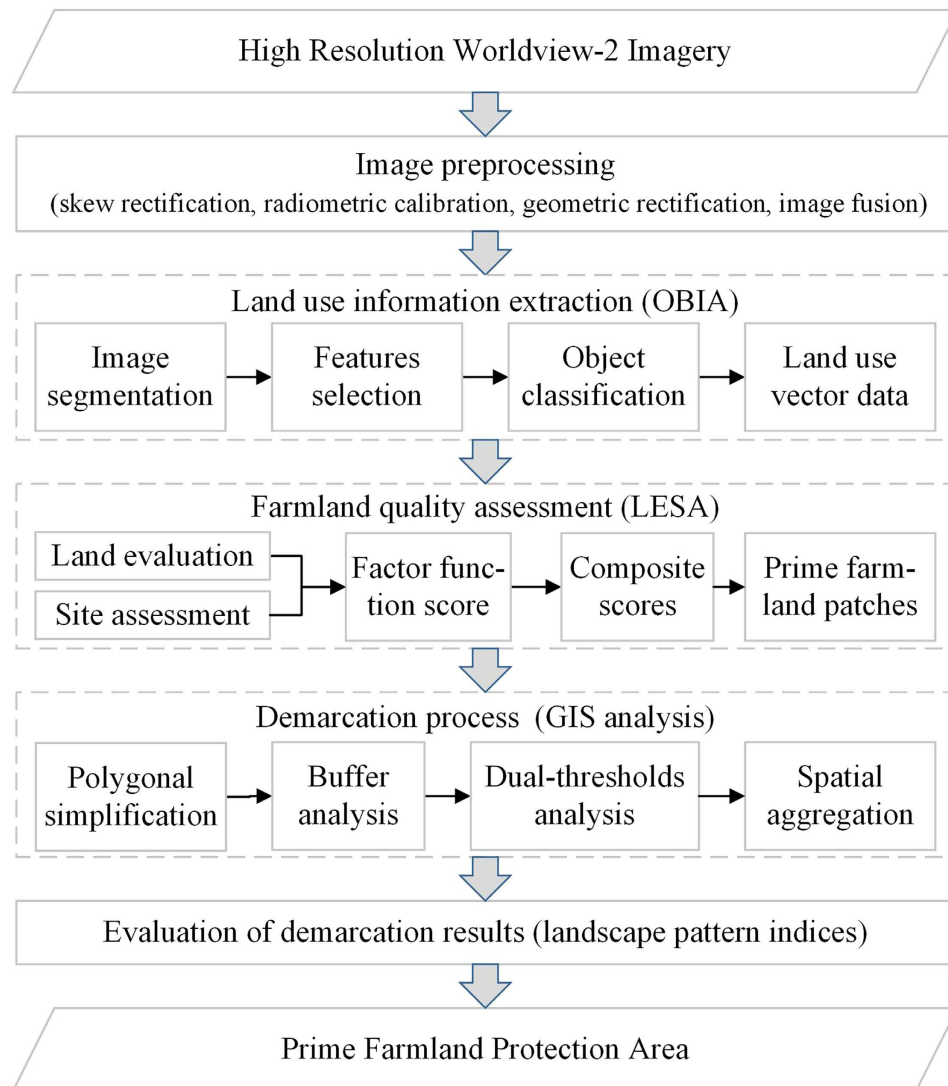 High Resolution Worldview-2 Imagery
Image preprocessing
(skew rectification, radiometric calibration, geometric rectification, image fusion)
Land use information extraction (OBIA)
Image
segmentation
Features
selection
Object
classification
Land use
vector data
Farmland quality assessment (LESA)
Land evaluation
Site assessment
Factor func-
tion score
Composite
scores
Prime farm-
land patches
Demarcation process (GIS analysis)
Polygonal
simplification
Buffer
analysis
Dual-thresholds
analysis
Spatial
aggregation
Evaluation of demarcation results (landscape pattern indices)
Prime Farmland Protection Area